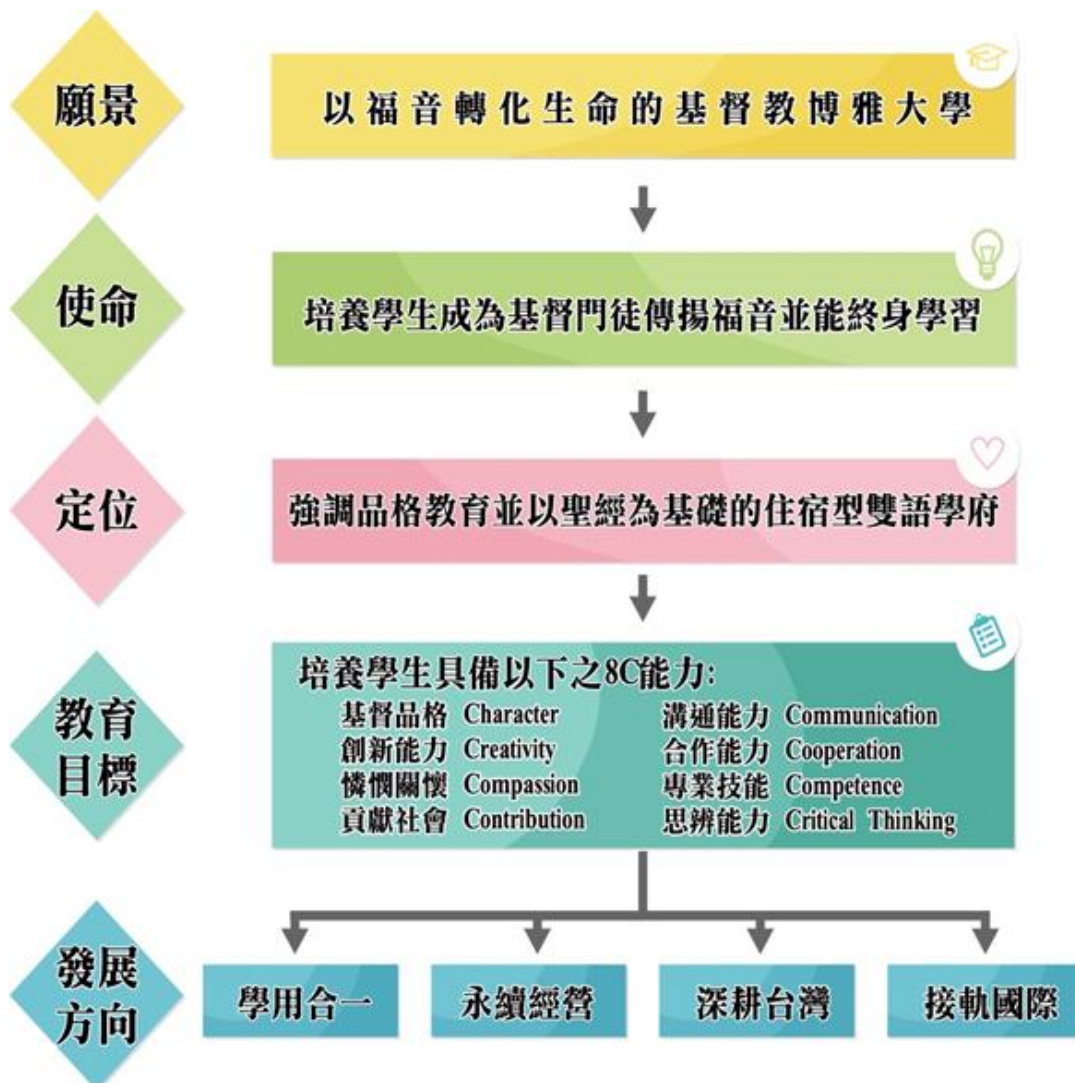 願景
以福音轉化生命的基督教博雅大學
使命
培養學生成為基督門徒傳揚福音並能終身學習
定位
強調品格教育並以聖經為基礎的住宿型雙語學府
教育
目標
培養學生具備以下之8C能力:
基督品格 Character
溝通能力 Communication
創新能力 Creativity
合作能力 Cooperation
憐憫關懷 Compassion
專業技能 Competence
貢獻社會 Contribution
思辨能力 Critical Thinking
發展
方向
學用合一
永續經營
深耕台灣
接軌國際